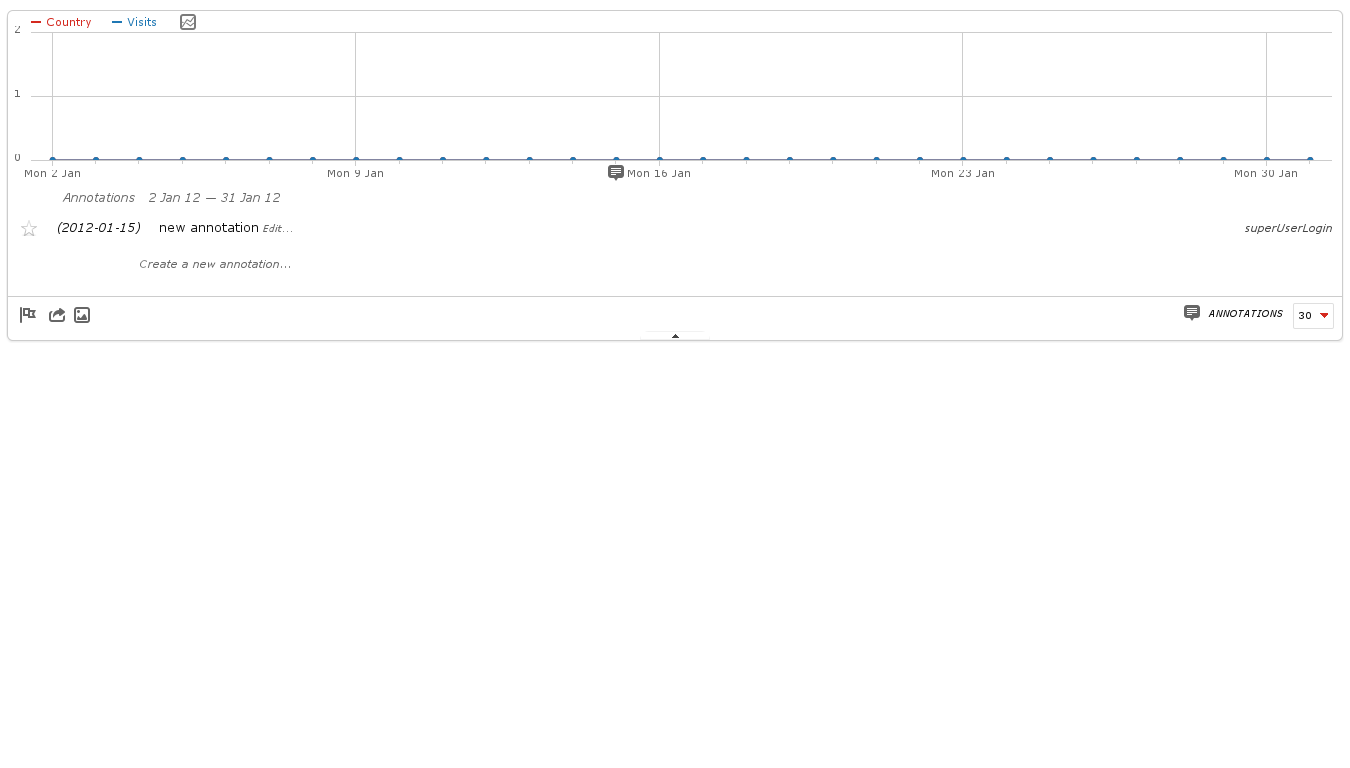 Country Visits
2
1
0
Mon 2 Jan Mon 9 Jan Mon 16 Jan Mon 23 Jan Mon 30 Jan
Annotations 2 Jan 12 — 31 Jan 12
(2012-01-15) new annotation Edit... superUserLogin
Create a new annotation...
ANNOTATIONS 30